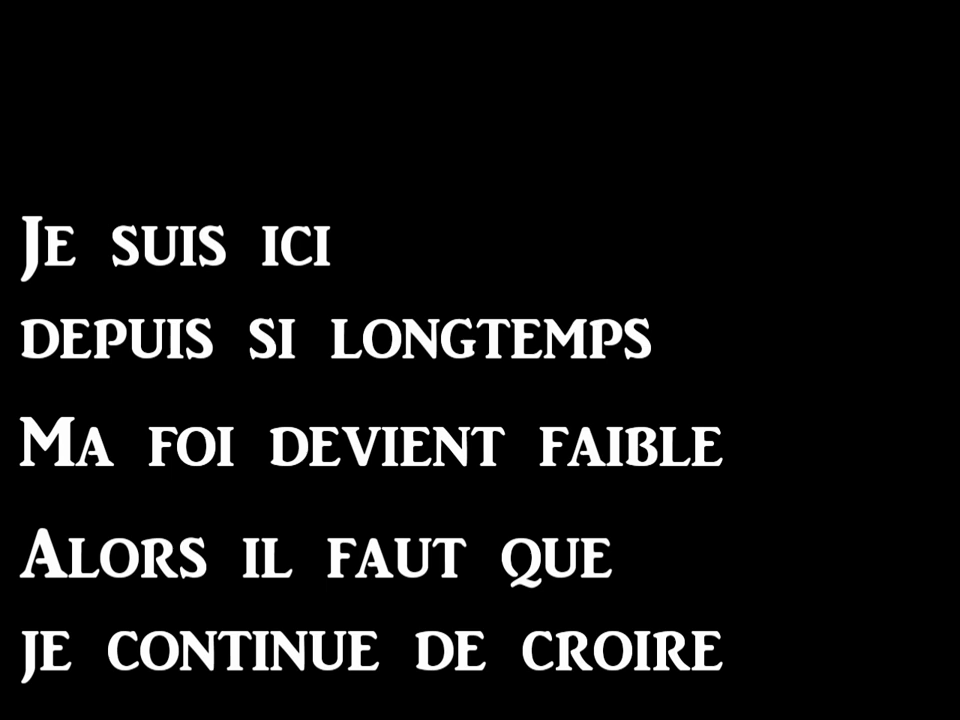 Je suis ici
depuis si longtemps
Ma foi devient faible
Alors il faut que
je continue de croire